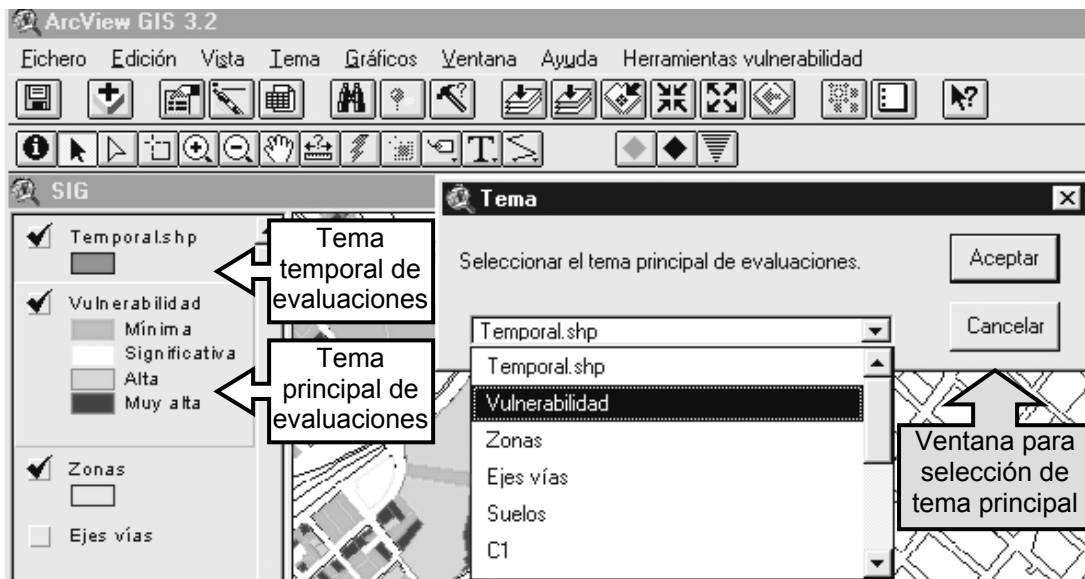 ArcView GIS 3.2
Fichero Edición Vista Tema Gráficos Ventana Ayuda Herramientas vulnerabilidad
SIG
Temporal.shp
Vulnerabilidad
Mínima
Significativa
Alta
Muy alta
Zonas
Ejes vías
Tema
temporal de
evaluaciones
Tema
principal de
evaluaciones
Tema
Seleccionar el tema principal de evaluaciones.
Aceptar
Cancelar
Temporal.shp
Temporal.shp
Vulnerabilidad
Zonas
Ejes vías
Suelos
C1
Ventana para
selección de
tema principal